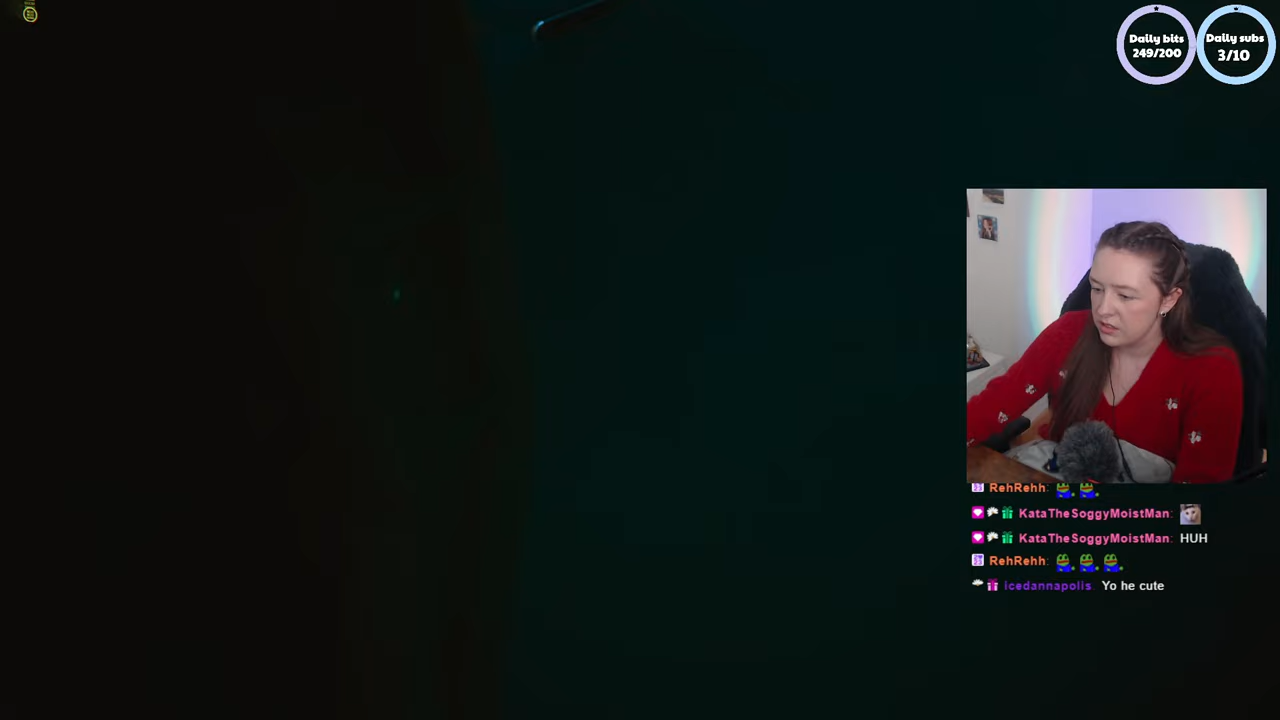 Daily bits
249/200
Daily subs
3/10
RehRehh:
KataTheSoggyMoistMan:
KataTheSoggyMoistMan: HUH
RehRehh:
icedannapolis: Yo he cute